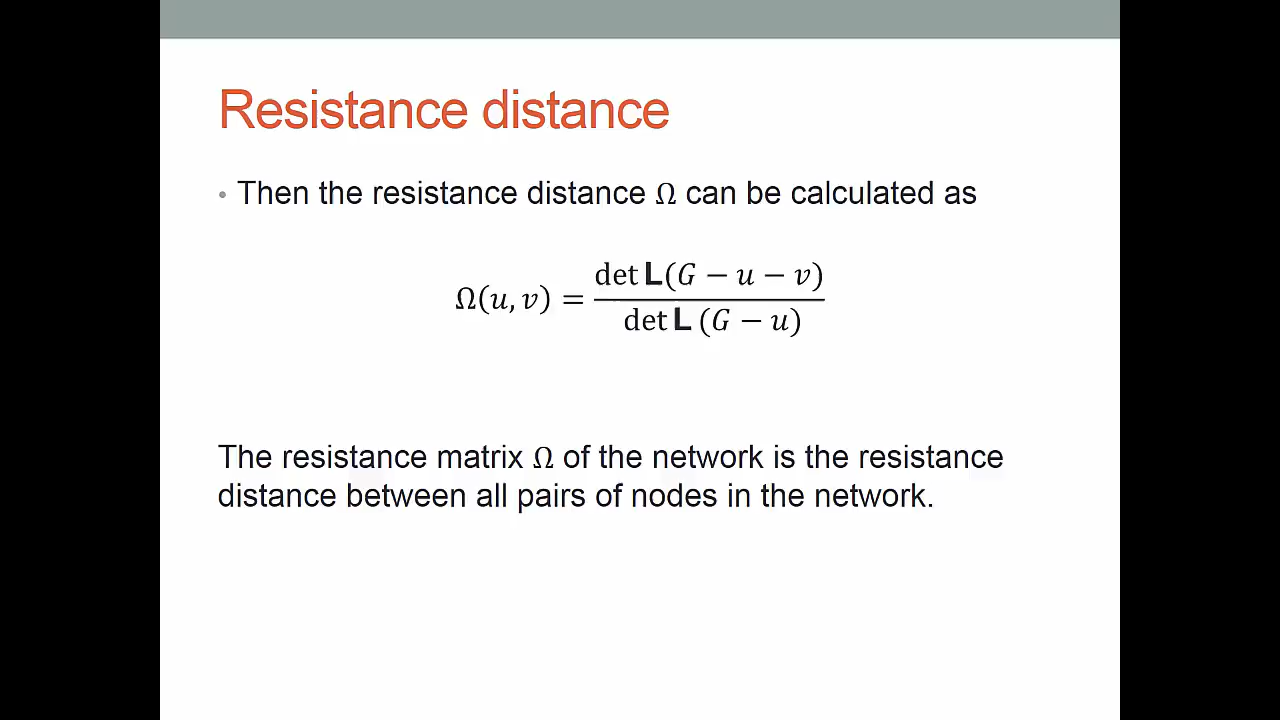 Resistance distance
• Then the resistance distance Ω can be calculated as
Ω(u, v) = det L(G − u − v) / det L (G − u)
The resistance matrix Ω of the network is the resistance
distance between all pairs of nodes in the network.